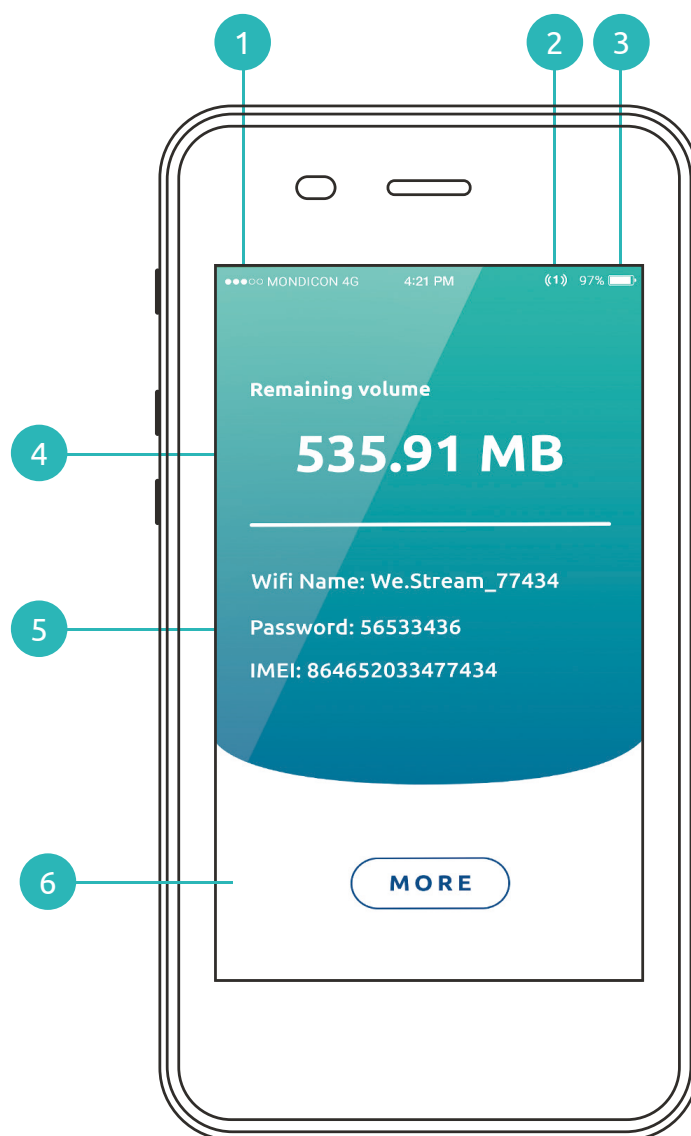 1 2 3
MONDICON 4G 4:21 PM ((1)) 97%
Remaining volume
4 535.91 MB
Wifi Name: We.Stream_77434
5 Password: 56533436
IMEI: 864652033477434
6 MORE